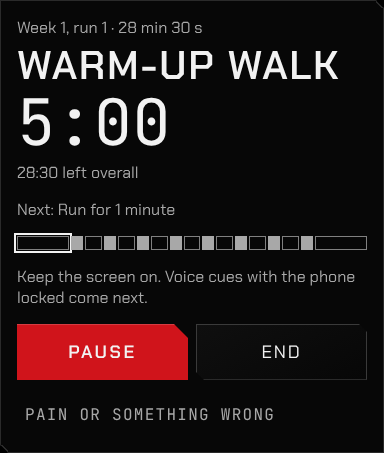 Week 1, run 1 · 28 min 30 s
WARM-UP WALK
5:00
28:30 left overall
Next: Run for 1 minute
Keep the screen on. Voice cues with the phone
locked come next.
PAUSE
END
PAIN OR SOMETHING WRONG